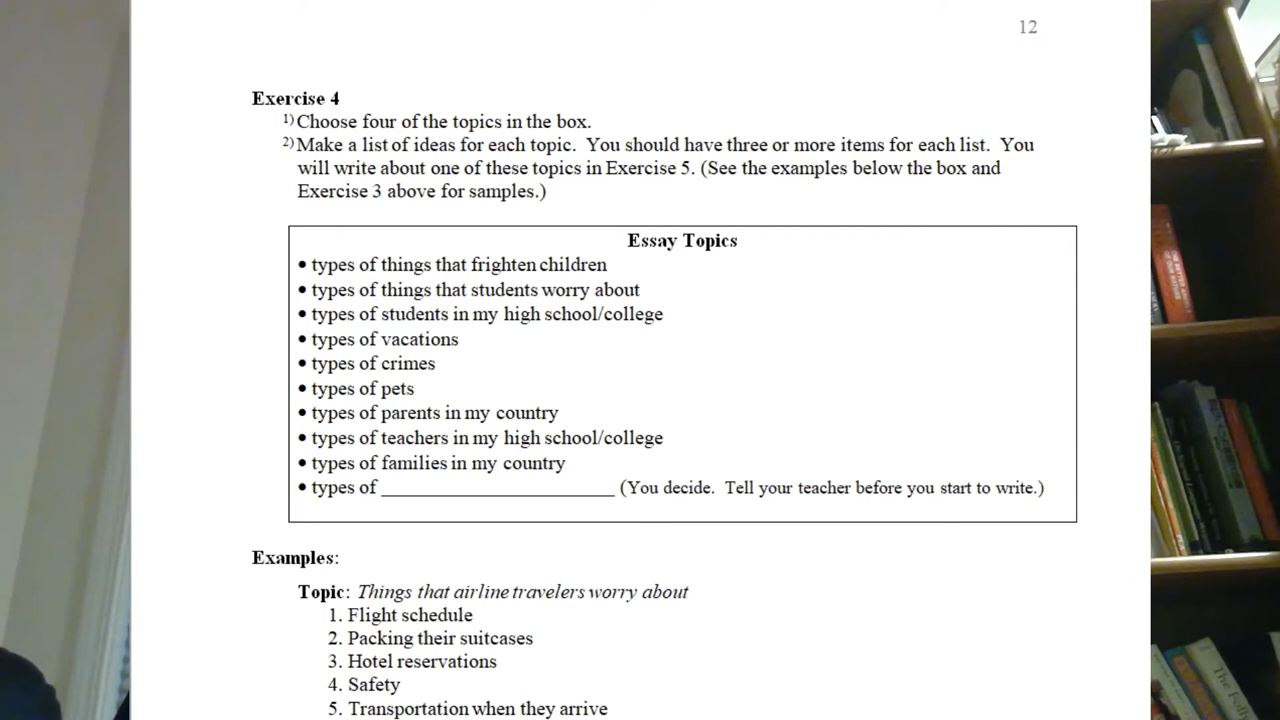 12
Exercise 4
1) Choose four of the topics in the box.
2) Make a list of ideas for each topic. You should have three or more items for each list. You
will write about one of these topics in Exercise 5. (See the examples below the box and
Exercise 3 above for samples.)
Essay Topics
• types of things that frighten children
• types of things that students worry about
• types of students in my high school/college
• types of vacations
• types of crimes
• types of pets
• types of parents in my country
• types of teachers in my high school/college
• types of families in my country
• types of ________________________ (You decide. Tell your teacher before you start to write.)
Examples:
Topic: Things that airline travelers worry about
1. Flight schedule
2. Packing their suitcases
3. Hotel reservations
4. Safety
5. Transportation when they arrive